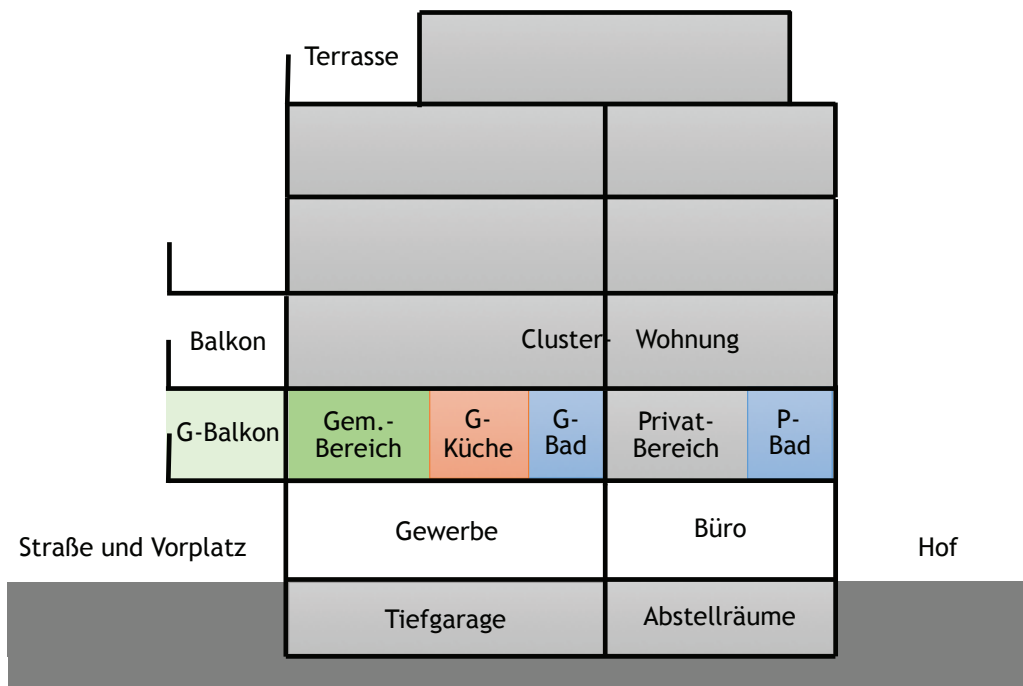 Terrasse
Balkon
Cluster- Wohnung
G-Balkon
Gem.-
Bereich
G-
Küche
G-
Bad
Privat-
Bereich
P-
Bad
Straße und Vorplatz
Gewerbe
Büro
Hof
Tiefgarage
Abstellräume